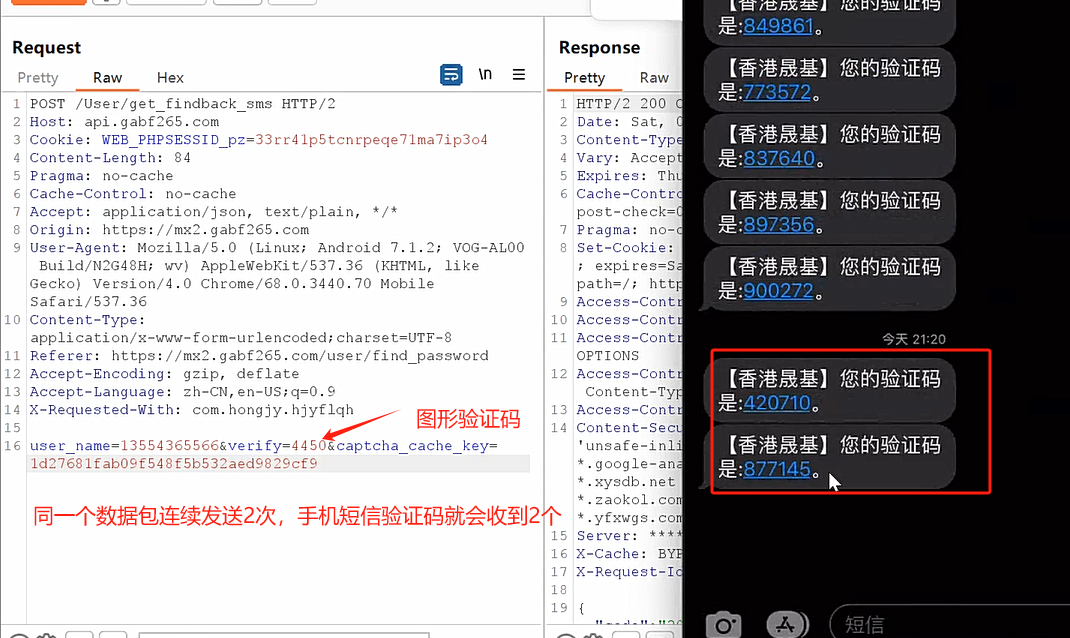 Request
Pretty Raw Hex
\n
1 POST /User/get_findback_sms HTTP/2
2 Host: api.gabf265.com
3 Cookie: WEB_PHPSESSID_pz=33rr41p5tcnrpeqe71ma7ip3o4
4 Content-Length: 84
5 Pragma: no-cache
6 Cache-Control: no-cache
7 Accept: application/json, text/plain, */*
8 Origin: https://mx2.gabf265.com
9 User-Agent: Mozilla/5.0 (Linux; Android 7.1.2; VOG-AL00
Build/N2G48H; wv) AppleWebKit/537.36 (KHTML, like
Gecko) Version/4.0 Chrome/68.0.3440.70 Mobile
Safari/537.36
10 Content-Type:
application/x-www-form-urlencoded;charset=UTF-8
11 Referer: https://mx2.gabf265.com/user/find_password
12 Accept-Encoding: gzip, deflate
13 Accept-Language: zh-CN,en-US;q=0.9
14 X-Requested-With: com.hongjy.hjyflqh
15
16 user_name=13554365566&verify=4450&captcha_cache_key=
1d27681fab09f548f5b532aed9829cf9
图形验证码
同一个数据包连续发送2次，手机短信验证码就会收到2个
Response
Pretty Raw
1 HTTP/2 200
2 Date: Sat,
3 Content-Type
4 Vary: Accept
5 Expires: Thu
6 Cache-Contro
post-check=0
7 Pragma: no-c
8 Set-Cookie:
; expires=Sa
path=/; http
9 Access-Contr
10 Access-Contr
11 Access-Contr
OPTIONS
12 Access-Contr
Content-Typ
13 Access-Contr
14 Content-Secu
'unsafe-inli
*.google-ana
*.xysdb.net
*.zaokol.com
*.yfxwgs.com
15 Server: ****
16 X-Cache: BYP
17 X-Request-Id
18
19 {
【香港晟基】您的验证码
是:849861。
【香港晟基】您的验证码
是:773572。
【香港晟基】您的验证码
是:837640。
【香港晟基】您的验证码
是:897356。
【香港晟基】您的验证码
是:900272。
今天 21:20
【香港晟基】您的验证码
是:420710。
【香港晟基】您的验证码
是:877145。
短信